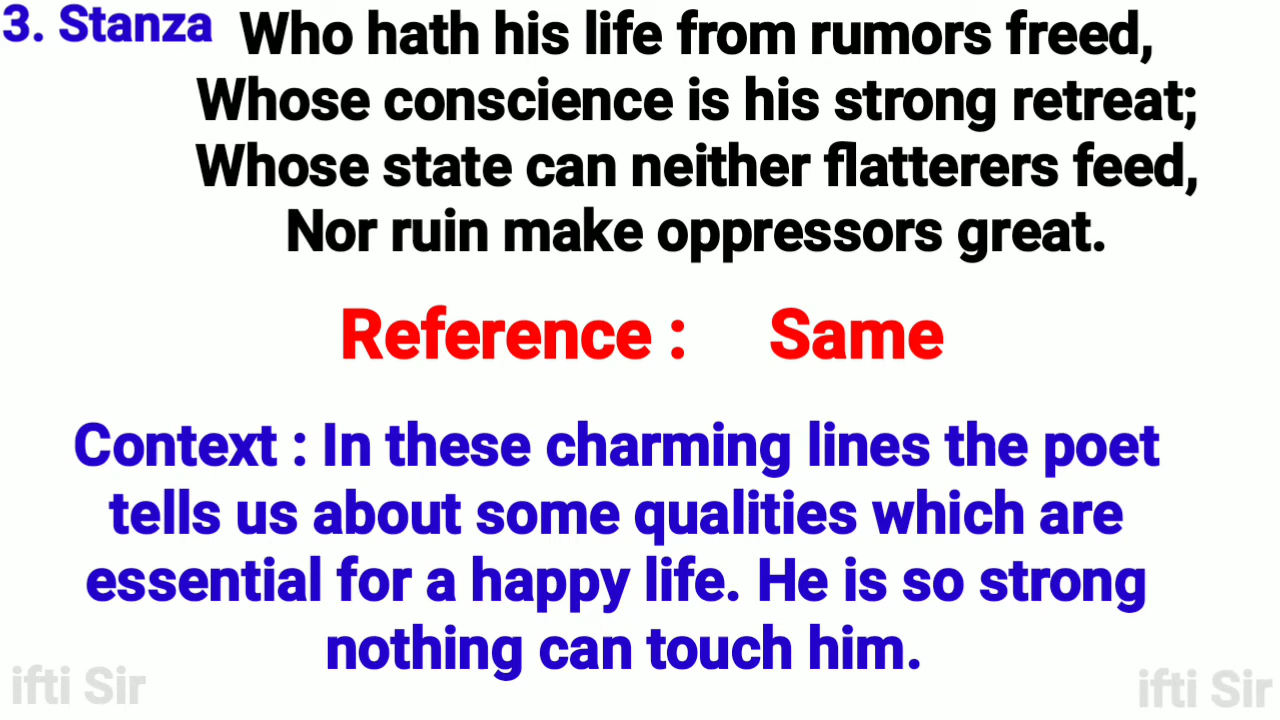 3. Stanza Who hath his life from rumors freed,
Whose conscience is his strong retreat;
Whose state can neither flatterers feed,
Nor ruin make oppressors great.
Reference : Same
Context : In these charming lines the poet
tells us about some qualities which are
essential for a happy life. He is so strong
nothing can touch him.
ifti Sir ifti Sir